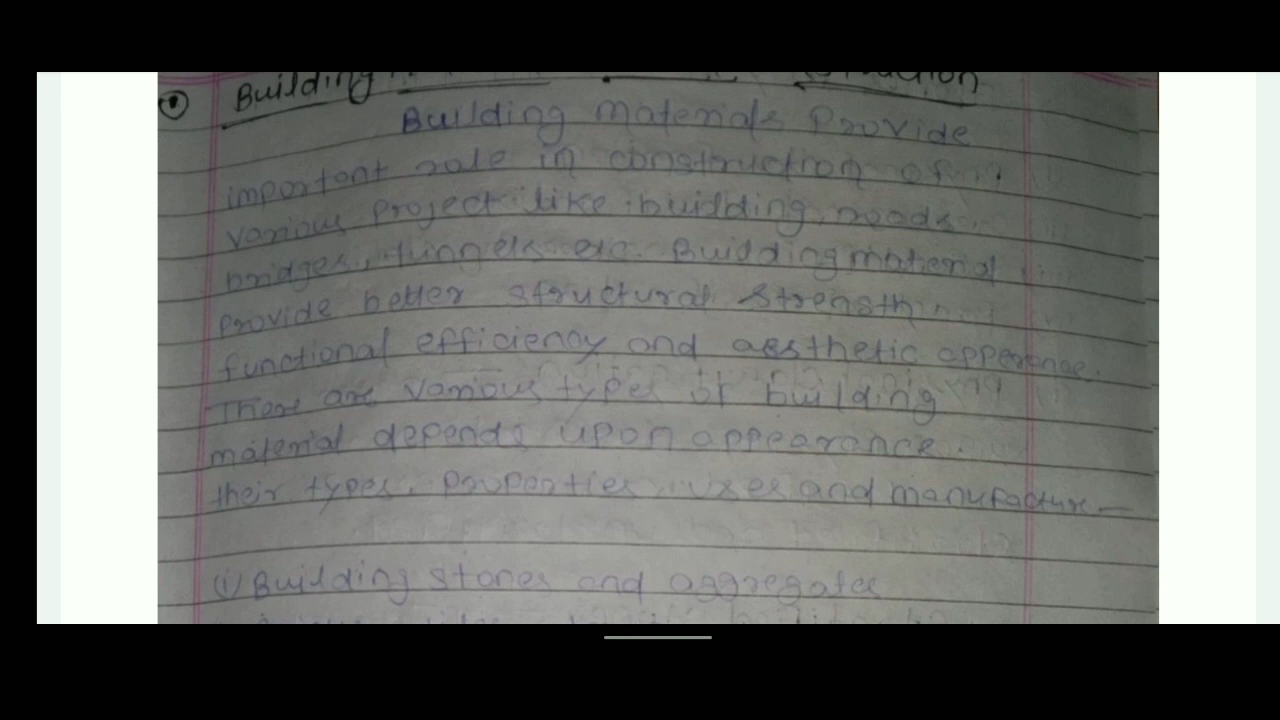 Building
Building Materials Provide
important role in construction of
various project like building, roads,
bridges, tunnels etc. Building material
provide better structural strength
functional efficiency and aesthetic apperance.
There are various types of building
material depends upon appearance.
their types, Properties, uses and manufacture -
(i) Building stones and aggregates